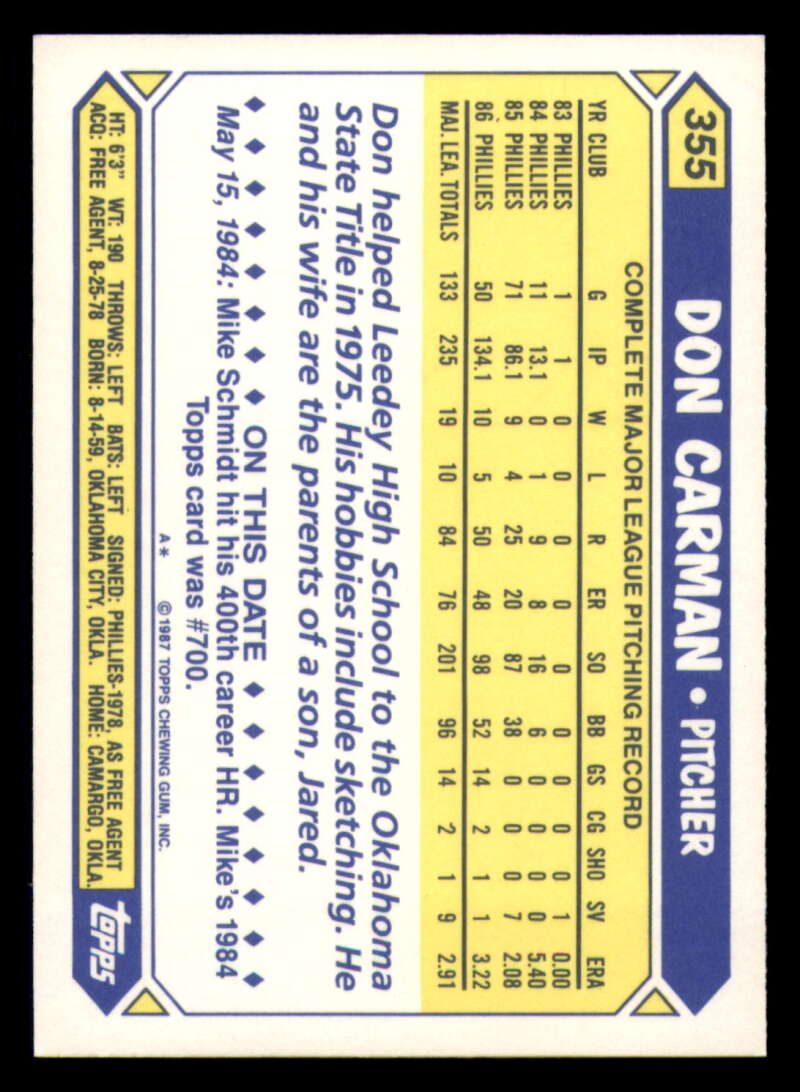 355 DON CARMAN • PITCHER
COMPLETE MAJOR LEAGUE PITCHING RECORD
YR CLUB G IP W L R ER SO BB GS CG SHO SV ERA
83 PHILLIES 1 1 0 0 0 0 0 0 0 0 0 1 0.00
84 PHILLIES 11 13.1 0 1 9 8 16 6 0 0 0 0 5.40
85 PHILLIES 71 86.1 9 4 25 20 87 38 0 0 0 7 2.08
86 PHILLIES 50 134.1 10 5 50 48 98 52 14 2 1 1 3.22
MAJ. LEA. TOTALS 133 235 19 10 84 76 201 96 14 2 1 9 2.91
Don helped Leedey High School to the Oklahoma
State Title in 1975. His hobbies include sketching. He
and his wife are the parents of a son, Jared.
◆ ◆ ◆ ◆ ◆ ◆ ◆ ON THIS DATE ◆ ◆ ◆ ◆ ◆ ◆ ◆ ◆
May 15, 1984: Mike Schmidt hit his 400th career HR. Mike's 1984
Topps card was #700.
A* ©1987 TOPPS CHEWING GUM, INC.
HT: 6'3" WT: 190 THROWS: LEFT BATS: LEFT SIGNED: PHILLIES-1978, AS FREE AGENT
ACQ: FREE AGENT, 8-25-78 BORN: 8-14-59, OKLAHOMA CITY, OKLA. HOME: CAMARGO, OKLA.
topps